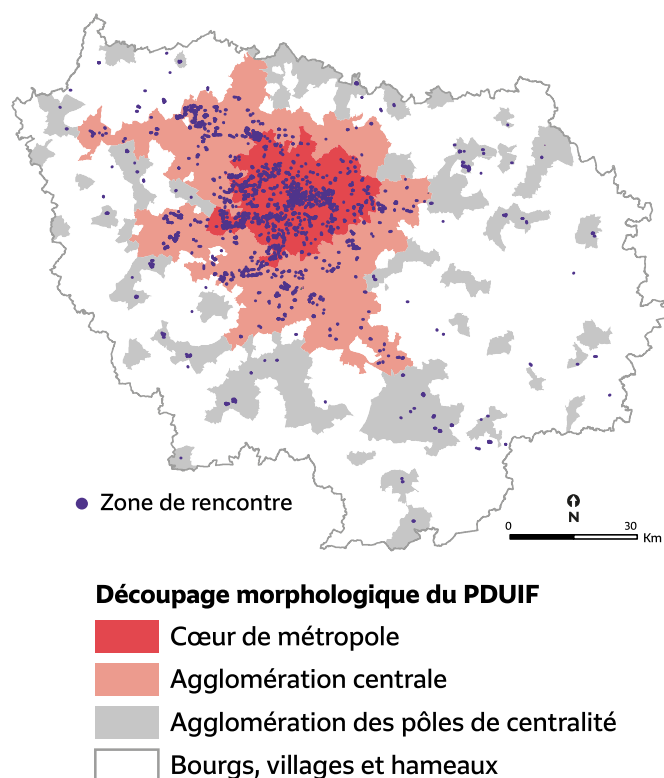 Zone de rencontre
N
0 30
Km
Découpage morphologique du PDUIF
Cœur de métropole
Agglomération centrale
Agglomération des pôles de centralité
Bourgs, villages et hameaux